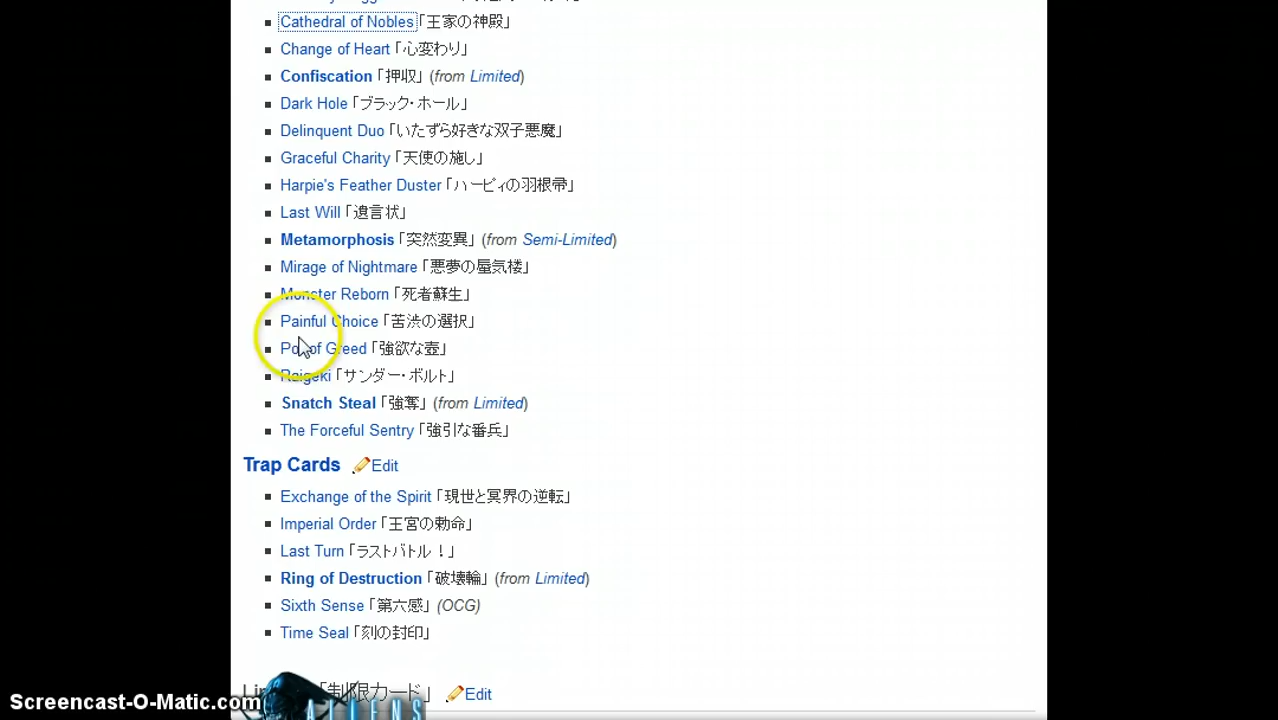 Cathedral of Nobles 「王家の神殿」
Change of Heart 「心変わり」
Confiscation 「押収」 (from Limited)
Dark Hole 「ブラック・ホール」
Delinquent Duo 「いたずら好きな双子悪魔」
Graceful Charity 「天使の施し」
Harpie's Feather Duster 「ハーピィの羽根帚」
Last Will 「遺言状」
Metamorphosis 「突然変異」 (from Semi-Limited)
Mirage of Nightmare 「悪夢の蜃気楼」
Monster Reborn 「死者蘇生」
Painful Choice 「苦渋の選択」
Pot of Greed 「強欲な壺」
Raigeki 「サンダー・ボルト」
Snatch Steal 「強奪」 (from Limited)
The Forceful Sentry 「強引な番兵」
Trap Cards Edit
Exchange of the Spirit 「現世と冥界の逆転」
Imperial Order 「王宮の勅命」
Last Turn 「ラストバトル！」
Ring of Destruction 「破壊輪」 (from Limited)
Sixth Sense 「第六感」 (OCG)
Time Seal 「刻の封印」
「制限カード」 Edit
Screencast-O-Matic.com
ALIENS